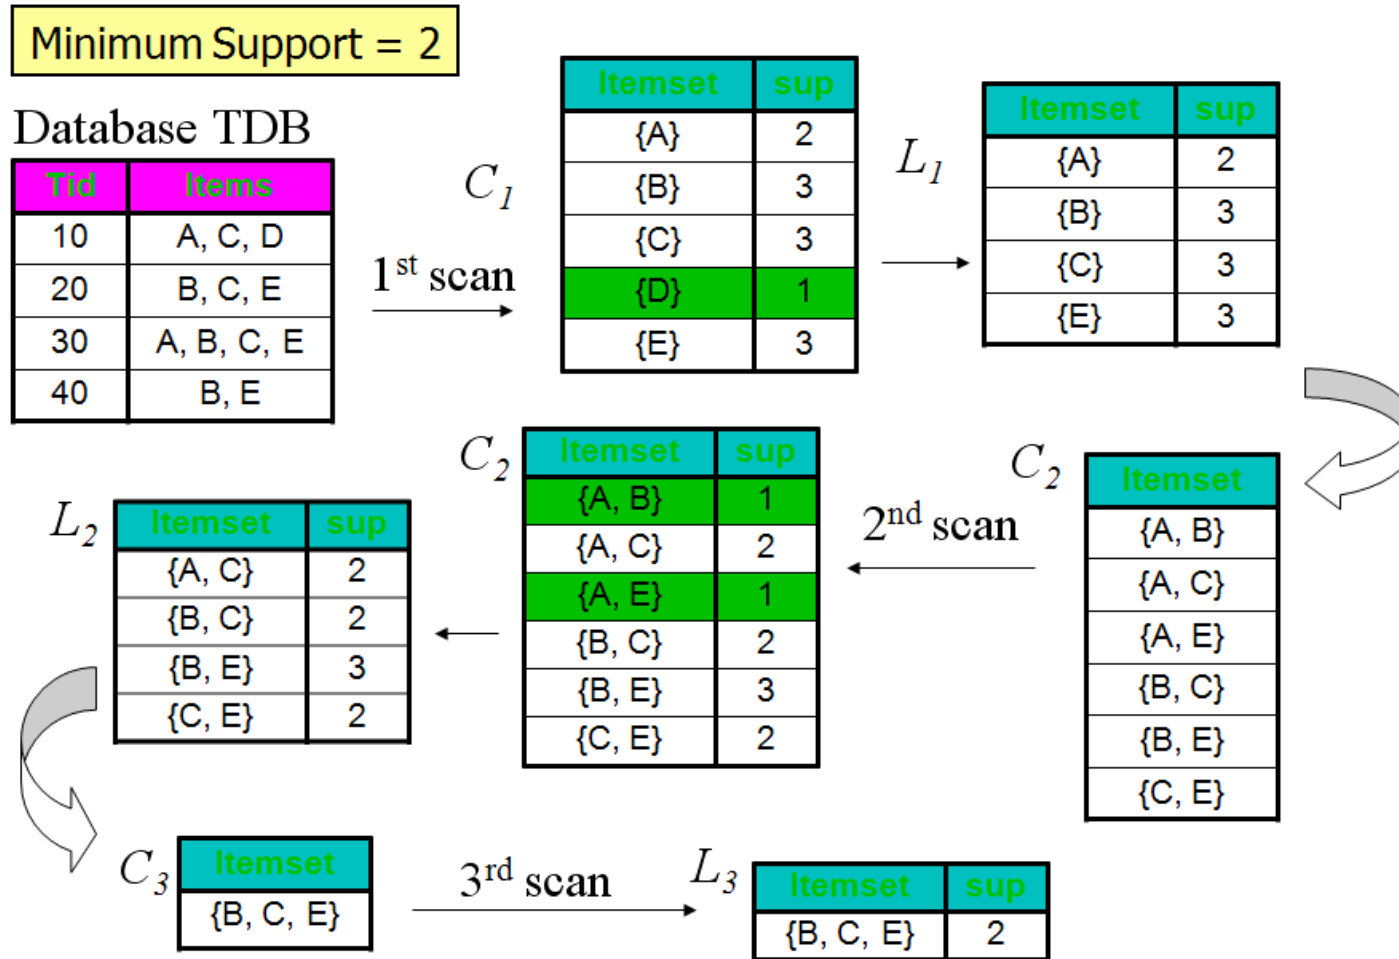 Minimum Support = 2
Database TDB
Tid Items
10 A, C, D
20 B, C, E
30 A, B, C, E
40 B, E
1st scan
C1
Itemset sup
{A} 2
{B} 3
{C} 3
{D} 1
{E} 3
L1
Itemset sup
{A} 2
{B} 3
{C} 3
{E} 3
C2
Itemset
{A, B}
{A, C}
{A, E}
{B, C}
{B, E}
{C, E}
2nd scan
C2
Itemset sup
{A, B} 1
{A, C} 2
{A, E} 1
{B, C} 2
{B, E} 3
{C, E} 2
L2
Itemset sup
{A, C} 2
{B, C} 2
{B, E} 3
{C, E} 2
C3
Itemset
{B, C, E}
3rd scan
L3
Itemset sup
{B, C, E} 2